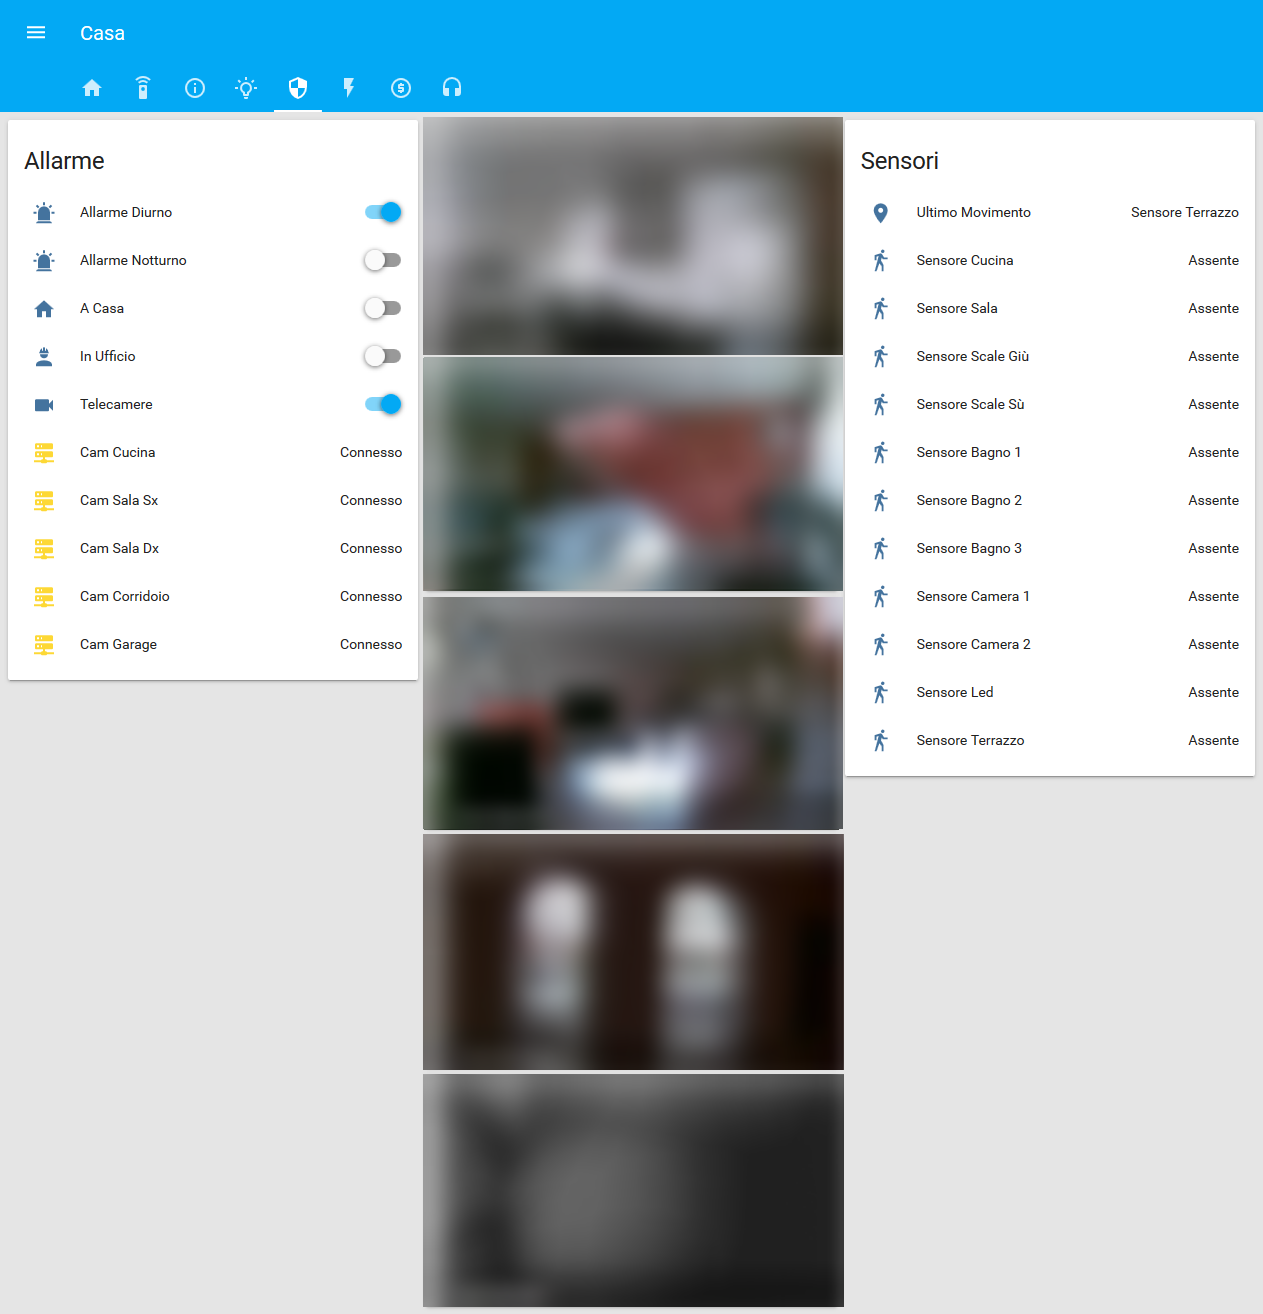 Casa
Allarme
Allarme Diurno
Allarme Notturno
A Casa
In Ufficio
Telecamere
Cam Cucina Connesso
Cam Sala Sx Connesso
Cam Sala Dx Connesso
Cam Corridoio Connesso
Cam Garage Connesso
Sensori
Ultimo Movimento Sensore Terrazzo
Sensore Cucina Assente
Sensore Sala Assente
Sensore Scale Giù Assente
Sensore Scale Sù Assente
Sensore Bagno 1 Assente
Sensore Bagno 2 Assente
Sensore Bagno 3 Assente
Sensore Camera 1 Assente
Sensore Camera 2 Assente
Sensore Led Assente
Sensore Terrazzo Assente